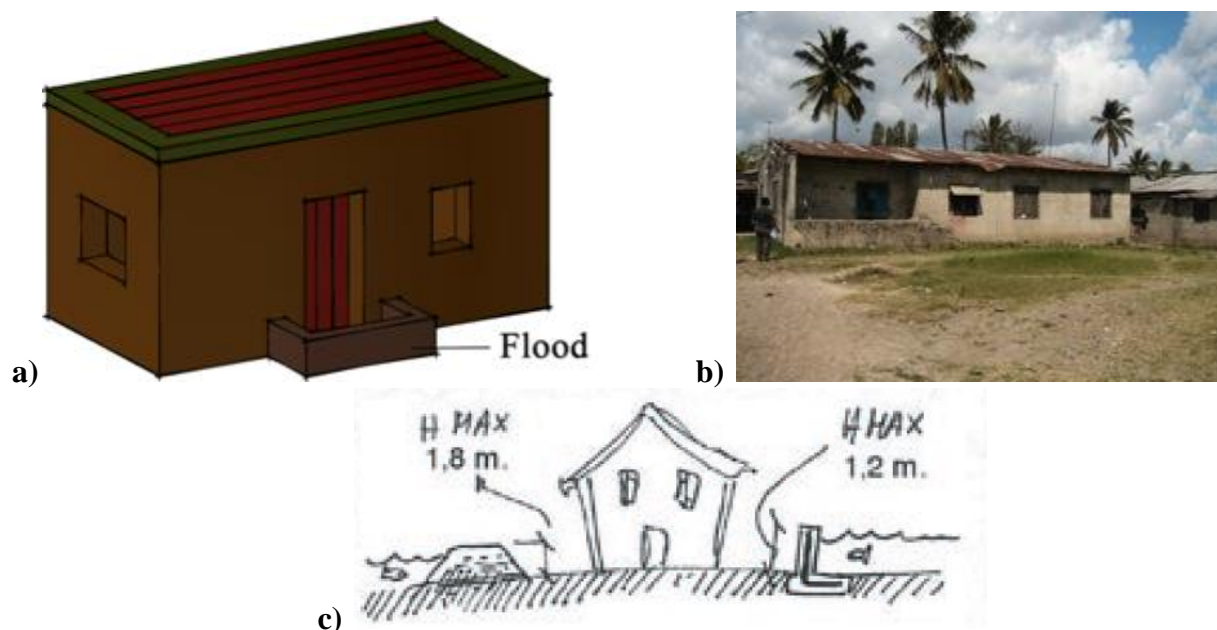 Flood
a)
b)
H MAX
1,8 m.
H MAX
1,2 m.
c)